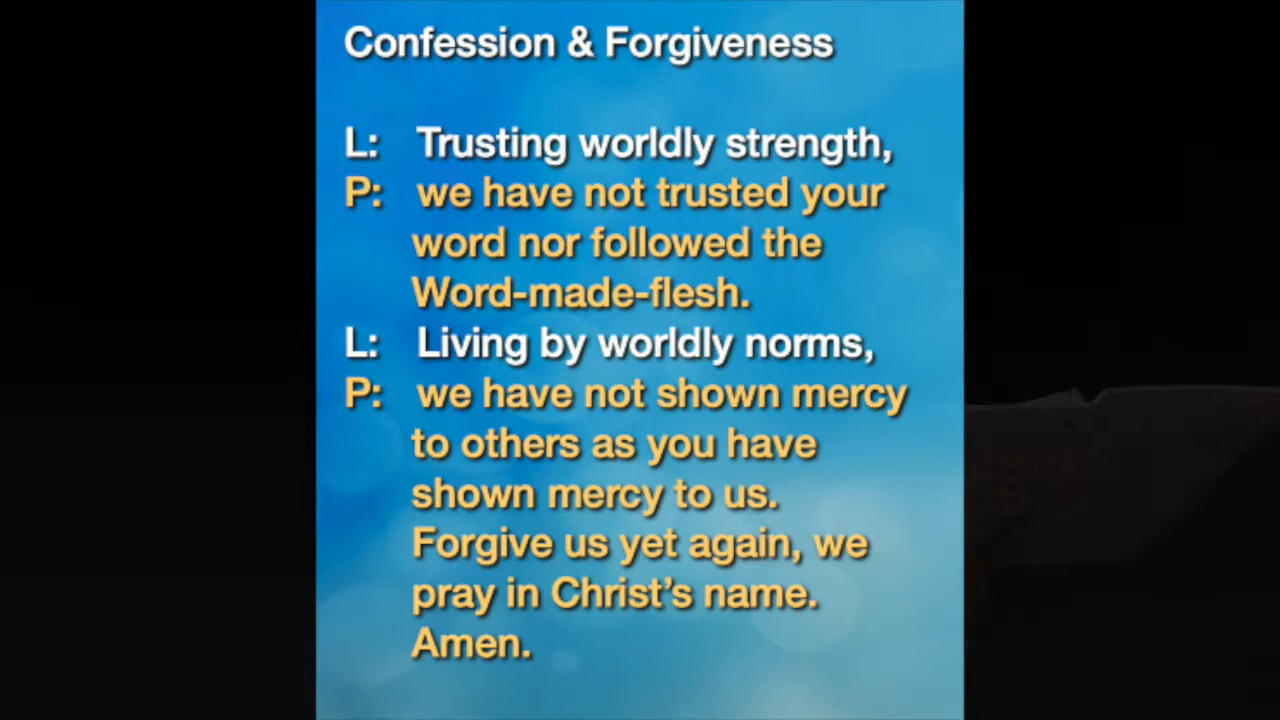 Confession & Forgiveness
L: Trusting worldly strength,
P: we have not trusted your
word nor followed the
Word-made-flesh.
L: Living by worldly norms,
P: we have not shown mercy
to others as you have
shown mercy to us.
Forgive us yet again, we
pray in Christ’s name.
Amen.